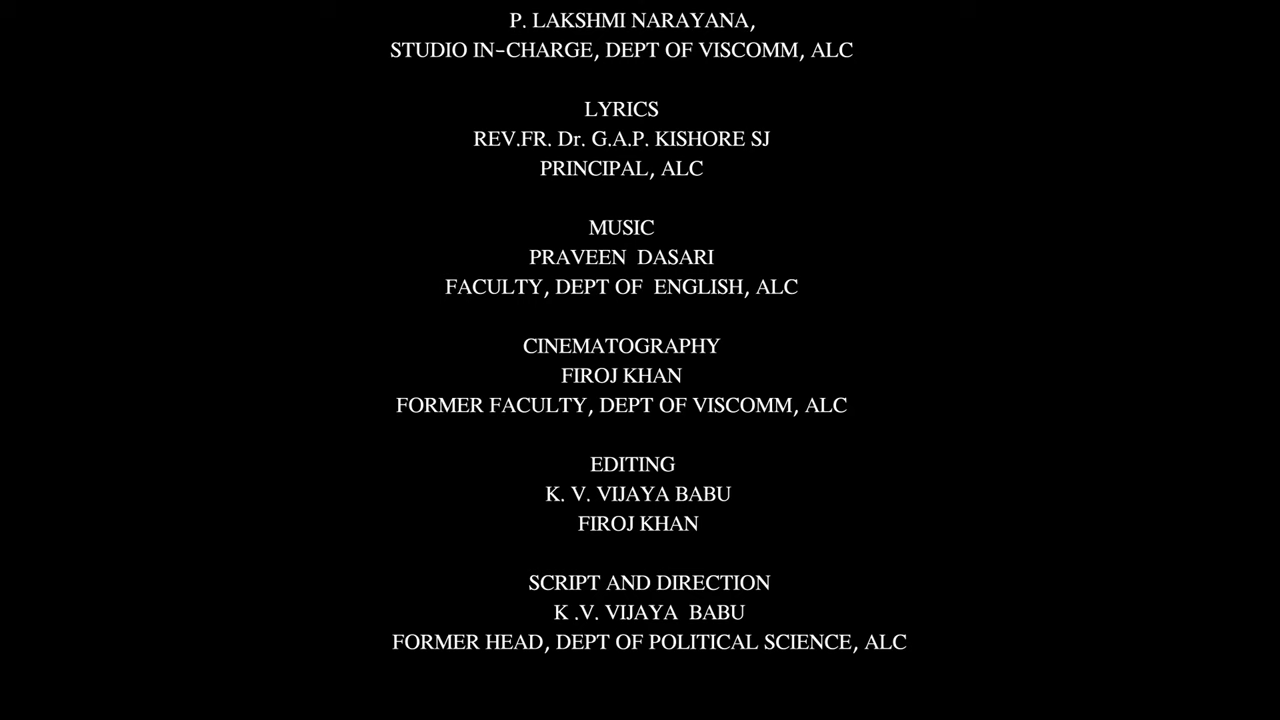 P. LAKSHMI NARAYANA,
STUDIO IN-CHARGE, DEPT OF VISCOMM, ALC
LYRICS
REV.FR. Dr. G.A.P. KISHORE SJ
PRINCIPAL, ALC
MUSIC
PRAVEEN  DASARI
FACULTY, DEPT OF  ENGLISH, ALC
CINEMATOGRAPHY
FIROJ KHAN
FORMER FACULTY, DEPT OF VISCOMM, ALC
EDITING
K. V. VIJAYA BABU
FIROJ KHAN
SCRIPT AND DIRECTION
K .V. VIJAYA  BABU
FORMER HEAD, DEPT OF POLITICAL SCIENCE, ALC